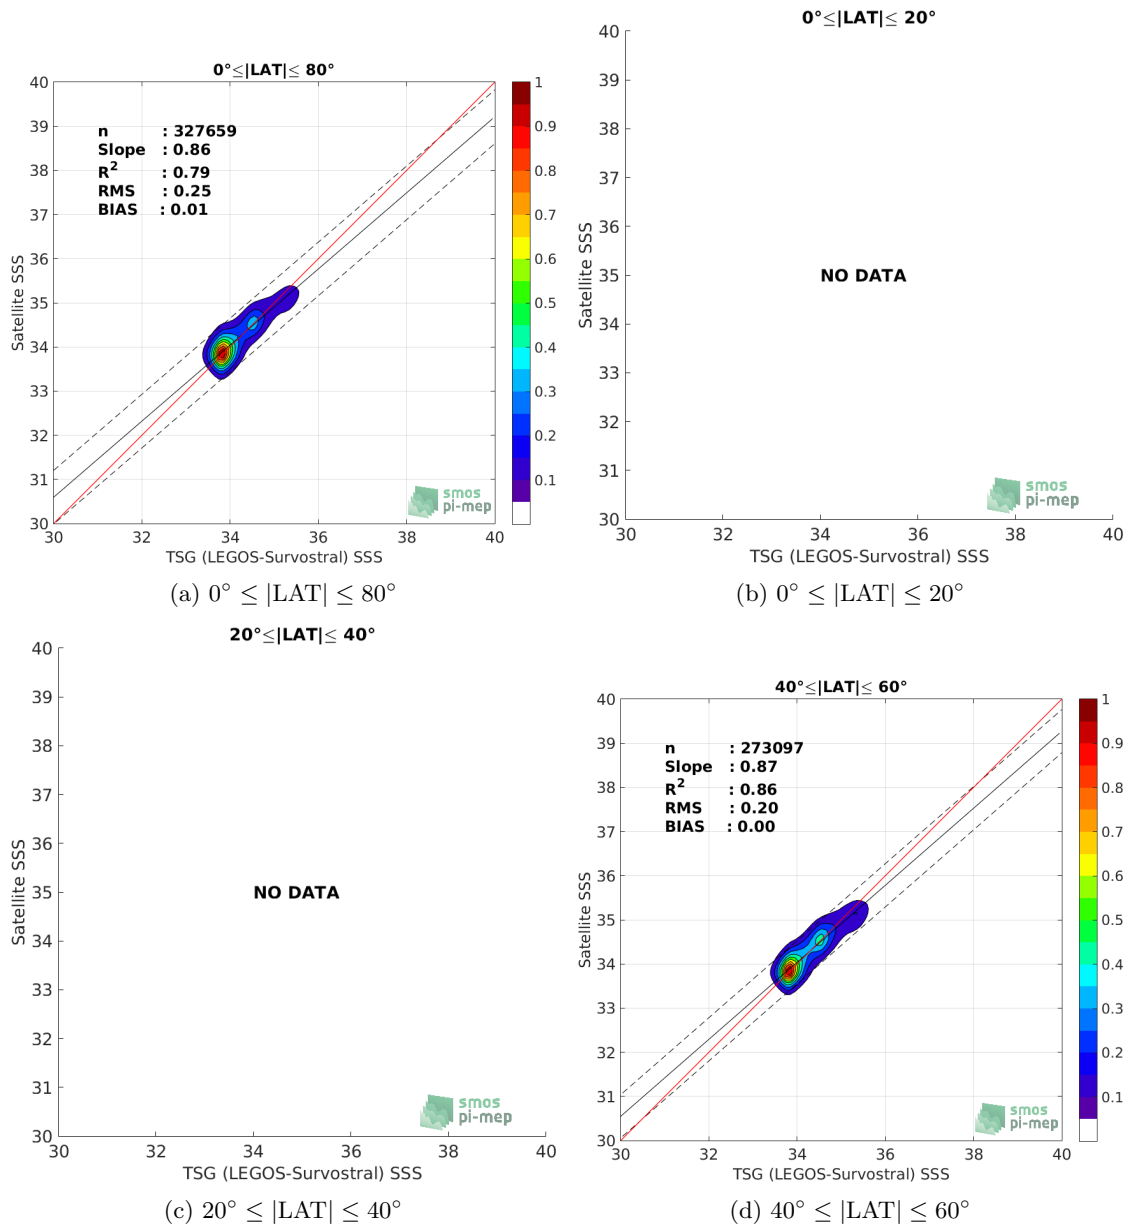 0°≤|LAT|≤ 80°
40
39
38
37
36
35
34
33
32
31
30
Satellite SSS
n : 327659
Slope : 0.86
R² : 0.79
RMS : 0.25
BIAS : 0.01
smos
pi-mep
30 32 34 36 38 40
TSG (LEGOS-Survostral) SSS
1
0.9
0.8
0.7
0.6
0.5
0.4
0.3
0.2
0.1
(a) 0° ≤ |LAT| ≤ 80°
0°≤|LAT|≤ 20°
40
39
38
37
36
35
34
33
32
31
30
Satellite SSS
NO DATA
smos
pi-mep
30 32 34 36 38 40
TSG (LEGOS-Survostral) SSS
(b) 0° ≤ |LAT| ≤ 20°
20°≤|LAT|≤ 40°
40
39
38
37
36
35
34
33
32
31
30
Satellite SSS
NO DATA
smos
pi-mep
30 32 34 36 38 40
TSG (LEGOS-Survostral) SSS
(c) 20° ≤ |LAT| ≤ 40°
40°≤|LAT|≤ 60°
40
39
38
37
36
35
34
33
32
31
30
Satellite SSS
n : 273097
Slope : 0.87
R² : 0.86
RMS : 0.20
BIAS : 0.00
smos
pi-mep
30 32 34 36 38 40
TSG (LEGOS-Survostral) SSS
1
0.9
0.8
0.7
0.6
0.5
0.4
0.3
0.2
0.1
(d) 40° ≤ |LAT| ≤ 60°